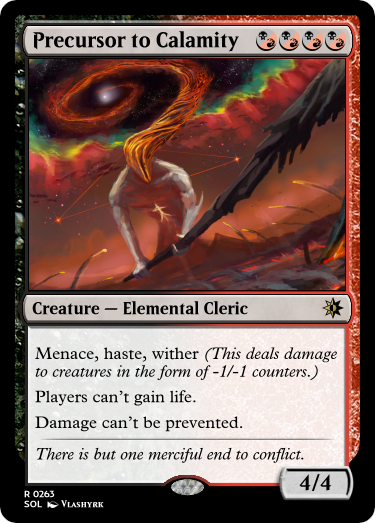 Precursor to Calamity
Creature — Elemental Cleric
Menace, haste, wither (This deals damage
to creatures in the form of -1/-1 counters.)
Players can't gain life.
Damage can't be prevented.
There is but one merciful end to conflict.
4/4
R 0263
SOL VLASHYRK